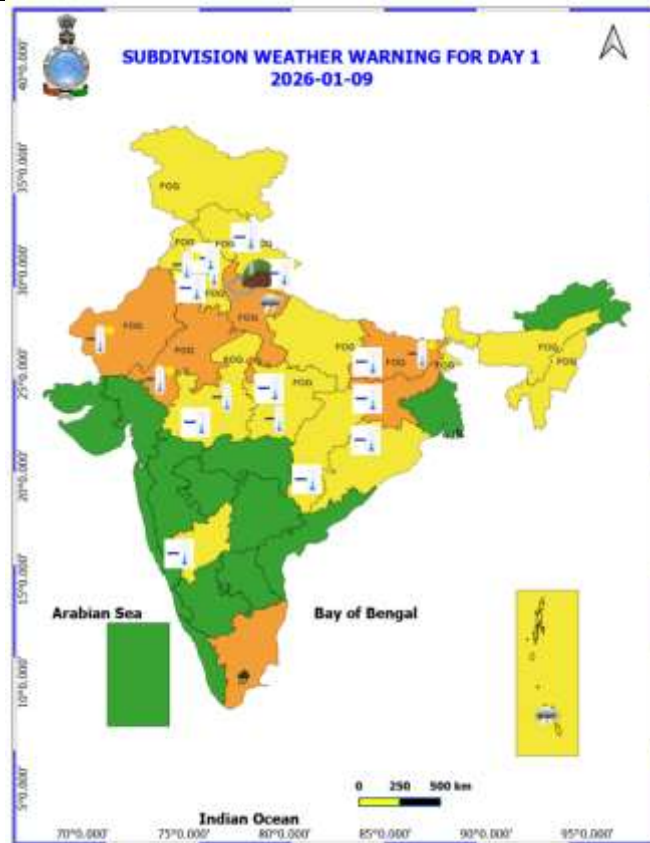 SUBDIVISION WEATHER WARNING FOR DAY 1
2026-01-09
40°0.000'
35°0.000'
30°0.000'
25°0.000'
20°0.000'
15°0.000'
10°0.000'
5°0.000'
FOG
FOG
FOG
FOG
FOG
FOG
FOG
FOG
FOG
FOG
FOG
FOG
FOG
FOG
Arabian Sea
Bay of Bengal
0 250 500 km
Indian Ocean
70°0.000' 75°0.000' 80°0.000' 85°0.000' 90°0.000' 95°0.000'